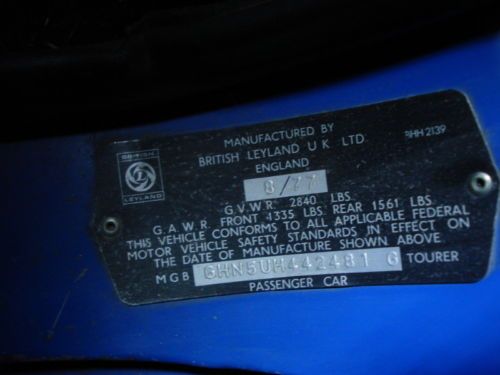 MANUFACTURED BY
BRITISH LEYLAND U K LTD.
ENGLAND
BHH 2139
BRITISH
LEYLAND
8/77
G.V.W.R. 2840 LBS.
G.A.W.R. FRONT 1335 LBS. REAR 1561 LBS.
THIS VEHICLE CONFORMS TO ALL APPLICABLE FEDERAL
MOTOR VEHICLE SAFETY STANDARDS IN EFFECT ON
THE DATE OF MANUFACTURE SHOWN ABOVE.
MGB GHN5UH442481 G TOURER
PASSENGER CAR